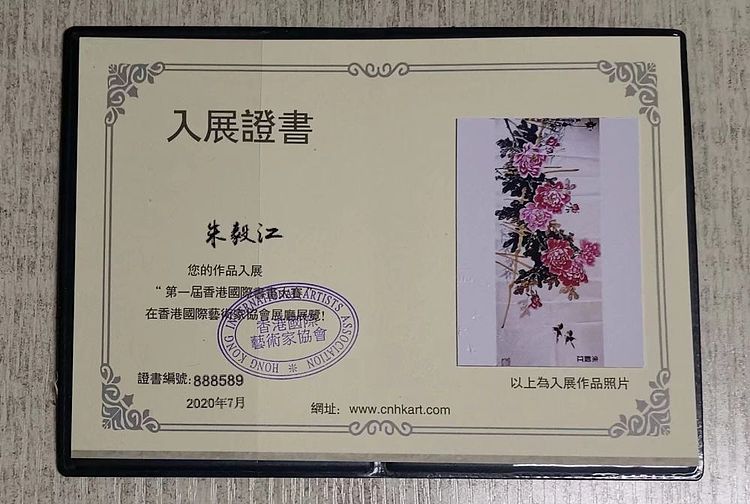 入展證書
朱毅江
您的作品入展
“第一届香港國際書畫大賽
在香港國際藝術家協會展廳展覽!
HONG KONG INTERNATIONAL ARTISTS ASSOCIATION
香港國際
藝術家協會
證書編號:888589
2020年7月
網址: www.cnhkart.com
朱毅江
以上為入展作品照片